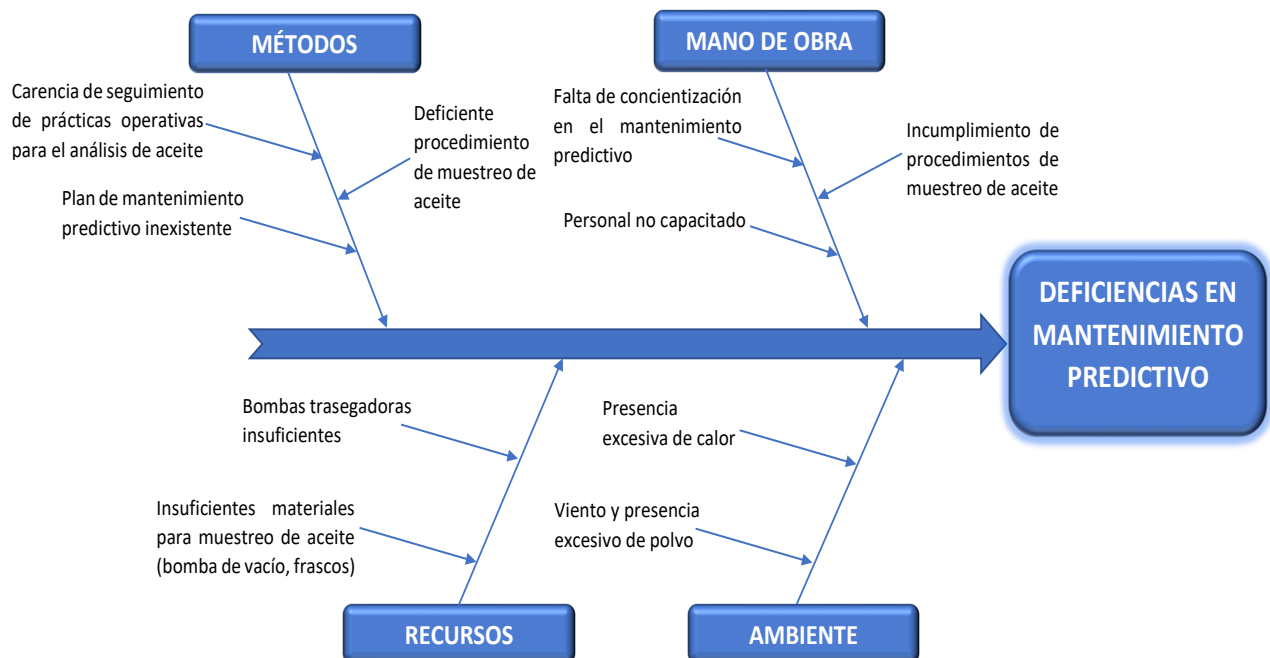 MÉTODOS
MANO DE OBRA
Carencia de seguimiento
de prácticas operativas
para el análisis de aceite
Deficiente
procedimiento
de muestreo de
aceite
Plan de mantenimiento
predictivo inexistente
Falta de concientización
en el mantenimiento
predictivo
Incumplimiento de
procedimientos de
muestreo de aceite
Personal no capacitado
DEFICIENCIAS EN
MANTENIMIENTO
PREDICTIVO
Bombas trasegadoras
insuficientes
Presencia
excesiva de calor
Insuficientes materiales
para muestreo de aceite
(bomba de vacío, frascos)
Viento y presencia
excesivo de polvo
RECURSOS
AMBIENTE